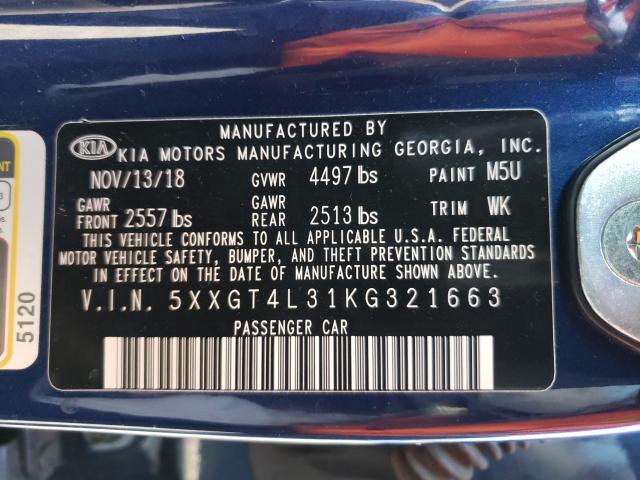 MANUFACTURED BY
KIA KIA MOTORS MANUFACTURING GEORGIA, INC.
NOV/13/18 GVWR 4497 lbs PAINT M5U
GAWR FRONT 2557 lbs GAWR REAR 2513 lbs TRIM WK
THIS VEHICLE CONFORMS TO ALL APPLICABLE U.S.A. FEDERAL
MOTOR VEHICLE SAFETY, BUMPER, AND THEFT PREVENTION STANDARDS
IN EFFECT ON THE DATE OF MANUFACTURE SHOWN ABOVE.
V.I.N. 5XXGT4L31KG321663
PASSENGER CAR
5120